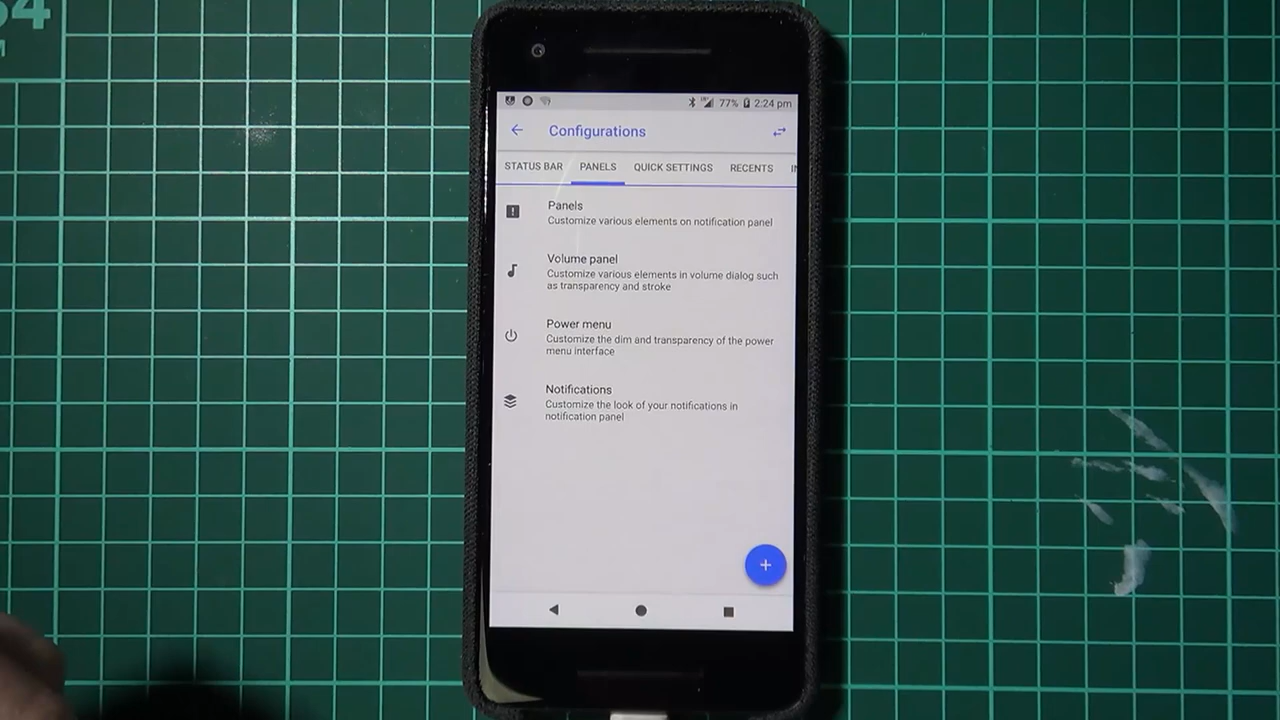 54
77% 2:24 pm
Configurations
STATUS BAR PANELS QUICK SETTINGS RECENTS
Panels
Customize various elements on notification panel
Volume panel
Customize various elements in volume dialog such
as transparency and stroke
Power menu
Customize the dim and transparency of the power
menu interface
Notifications
Customize the look of your notifications in
notification panel